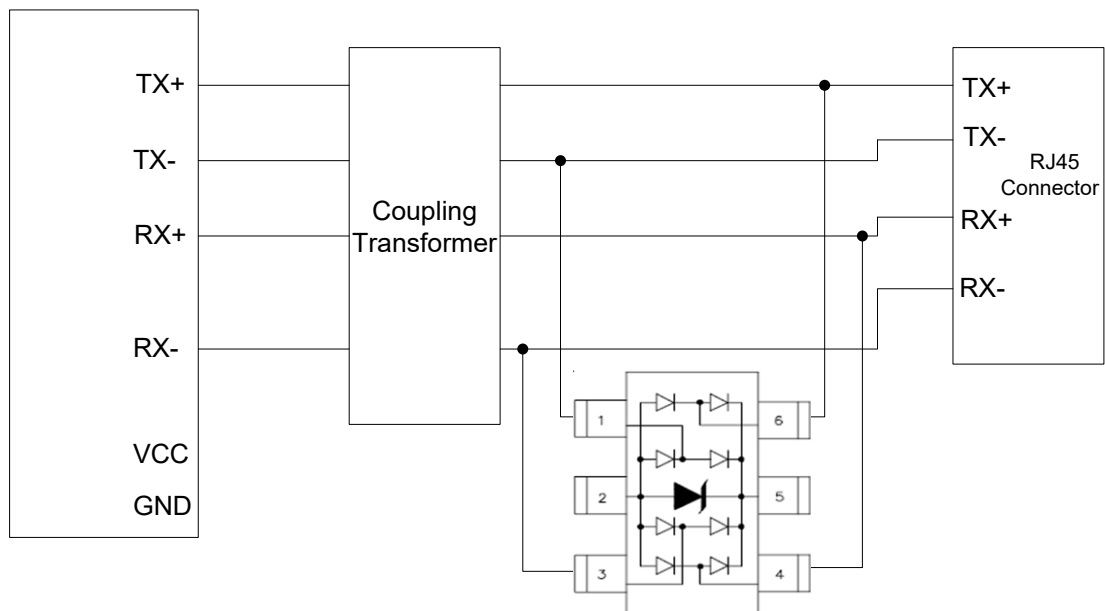 TX+
TX-
RX+
RX-
VCC
GND
Coupling
Transformer
TX+
TX-
RJ45
Connector
RX+
RX-
1
6
2
5
3
4